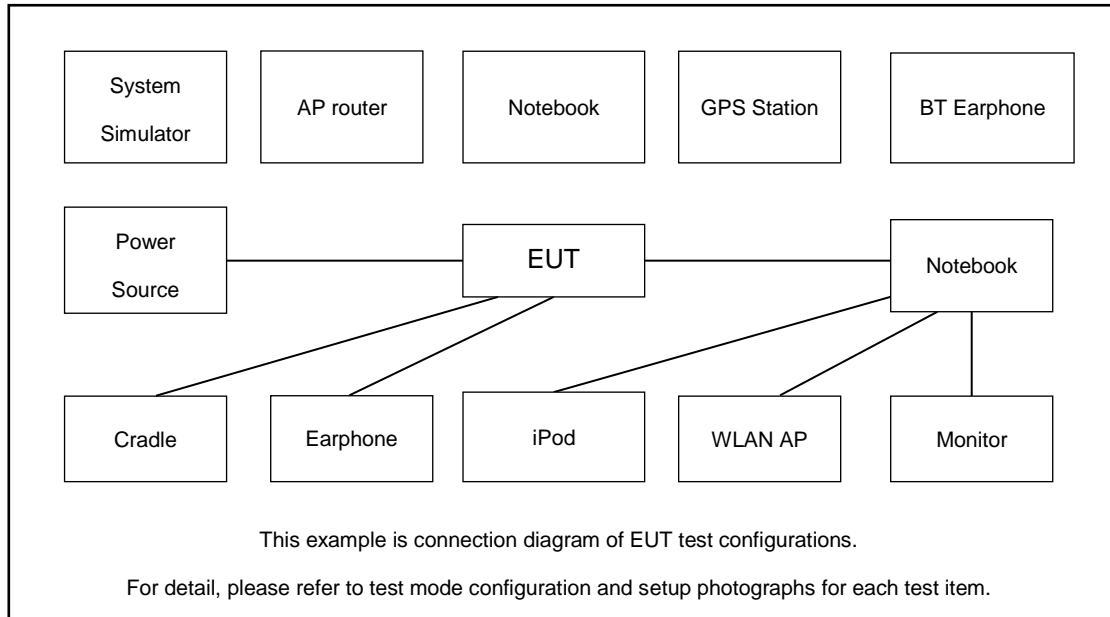 System
Simulator
AP router
Notebook
GPS Station
BT Earphone
Power
Source
EUT
Notebook
Cradle
Earphone
iPod
WLAN AP
Monitor
This example is connection diagram of EUT test configurations.
For detail, please refer to test mode configuration and setup photographs for each test item.